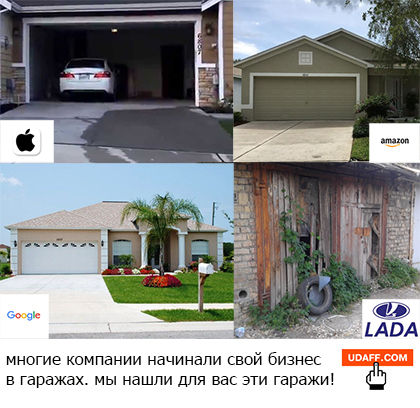 amazon
Google
LADA
многие компании начинали свой бизнес
в гаражах. мы нашли для вас эти гаражи!
UDAFF.COM